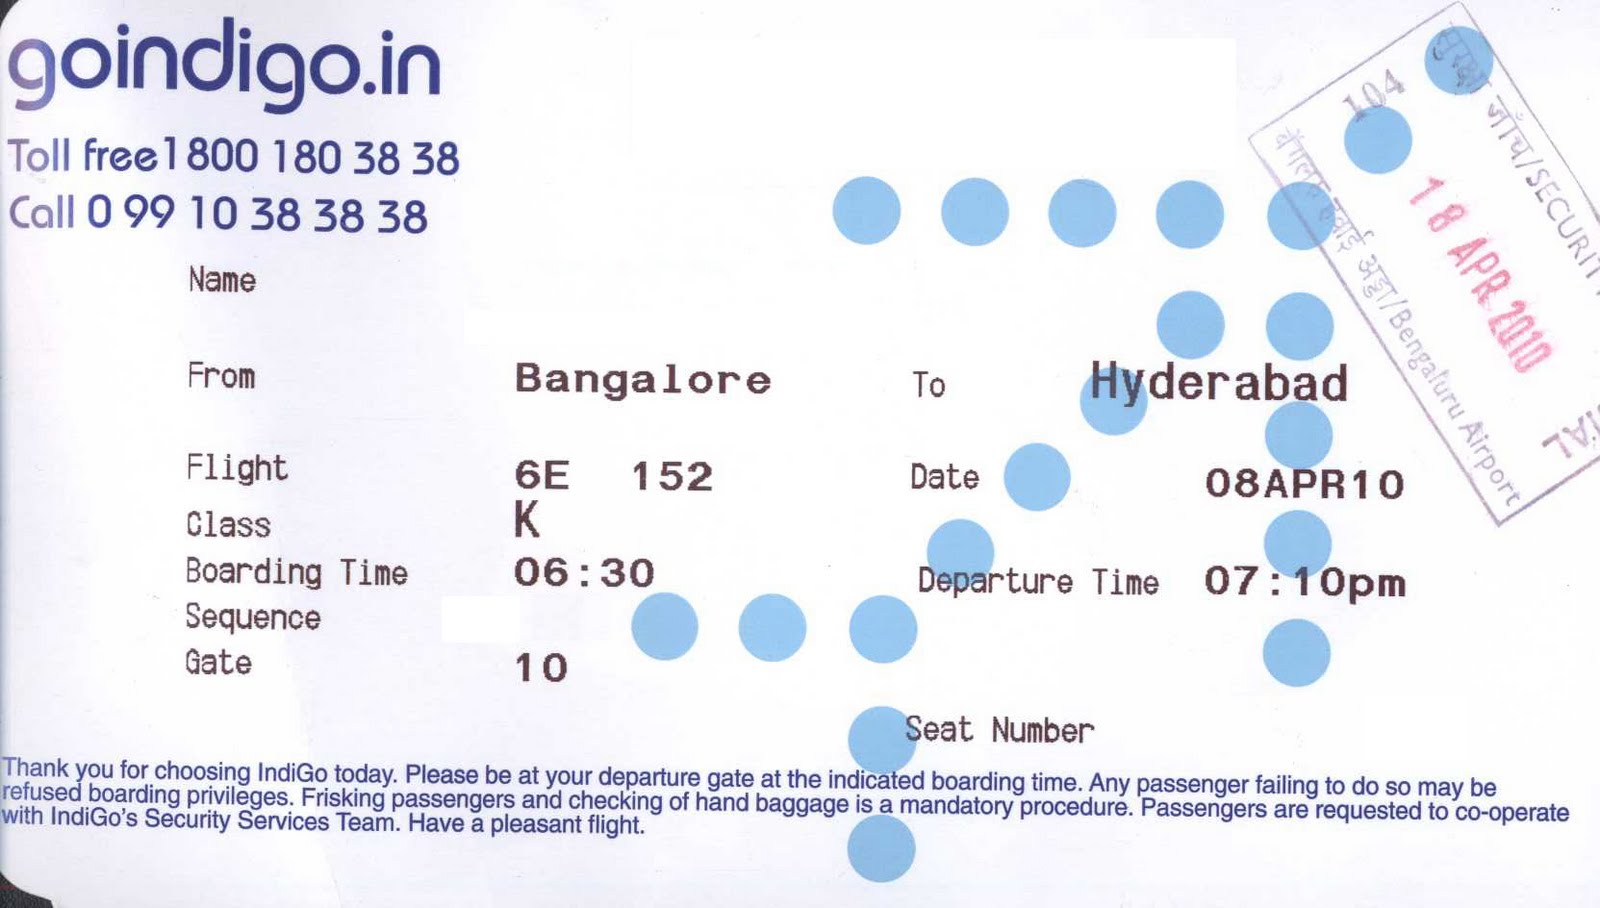 goindigo.in
Toll free 1 800 180 38 38
Call 0 99 10 38 38 38
Name
From Bangalore To Hyderabad
Flight 6E 152 Date 08APR10
Class K
Boarding Time 06:30 Departure Time 07:10pm
Sequence
Gate 10
Seat Number
Thank you for choosing IndiGo today. Please be at your departure gate at the indicated boarding time. Any passenger failing to do so may be
refused boarding privileges. Frisking passengers and checking of hand baggage is a mandatory procedure. Passengers are requested to co-operate
with IndiGo's Security Services Team. Have a pleasant flight.
104
जाँच/SECURIT
18 APR 2010
हवाई अड्डा/Bengaluru Airport